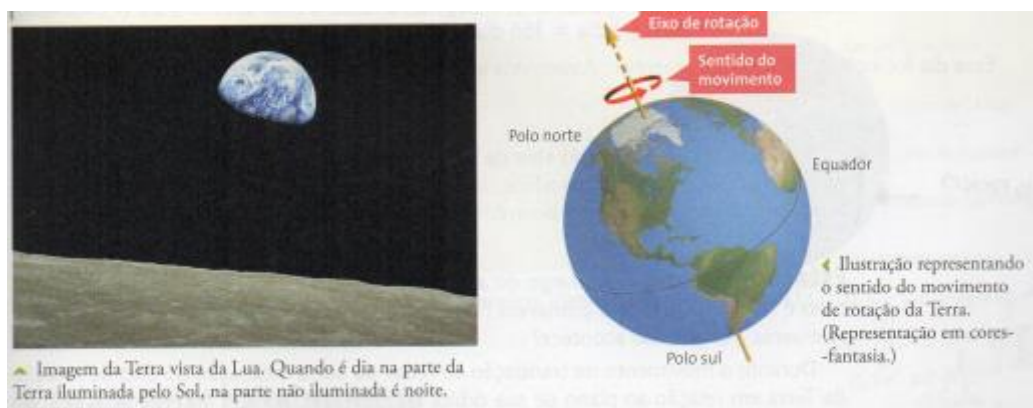 Eixo de rotação
Sentido do
movimento
Polo norte
Equador
Polo sul
Ilustração representando
o sentido do movimento
de rotação da Terra.
(Representação em cores-
-fantasia.)
Imagem da Terra vista da Lua. Quando é dia na parte da
Terra iluminada pelo Sol, na parte não iluminada é noite.